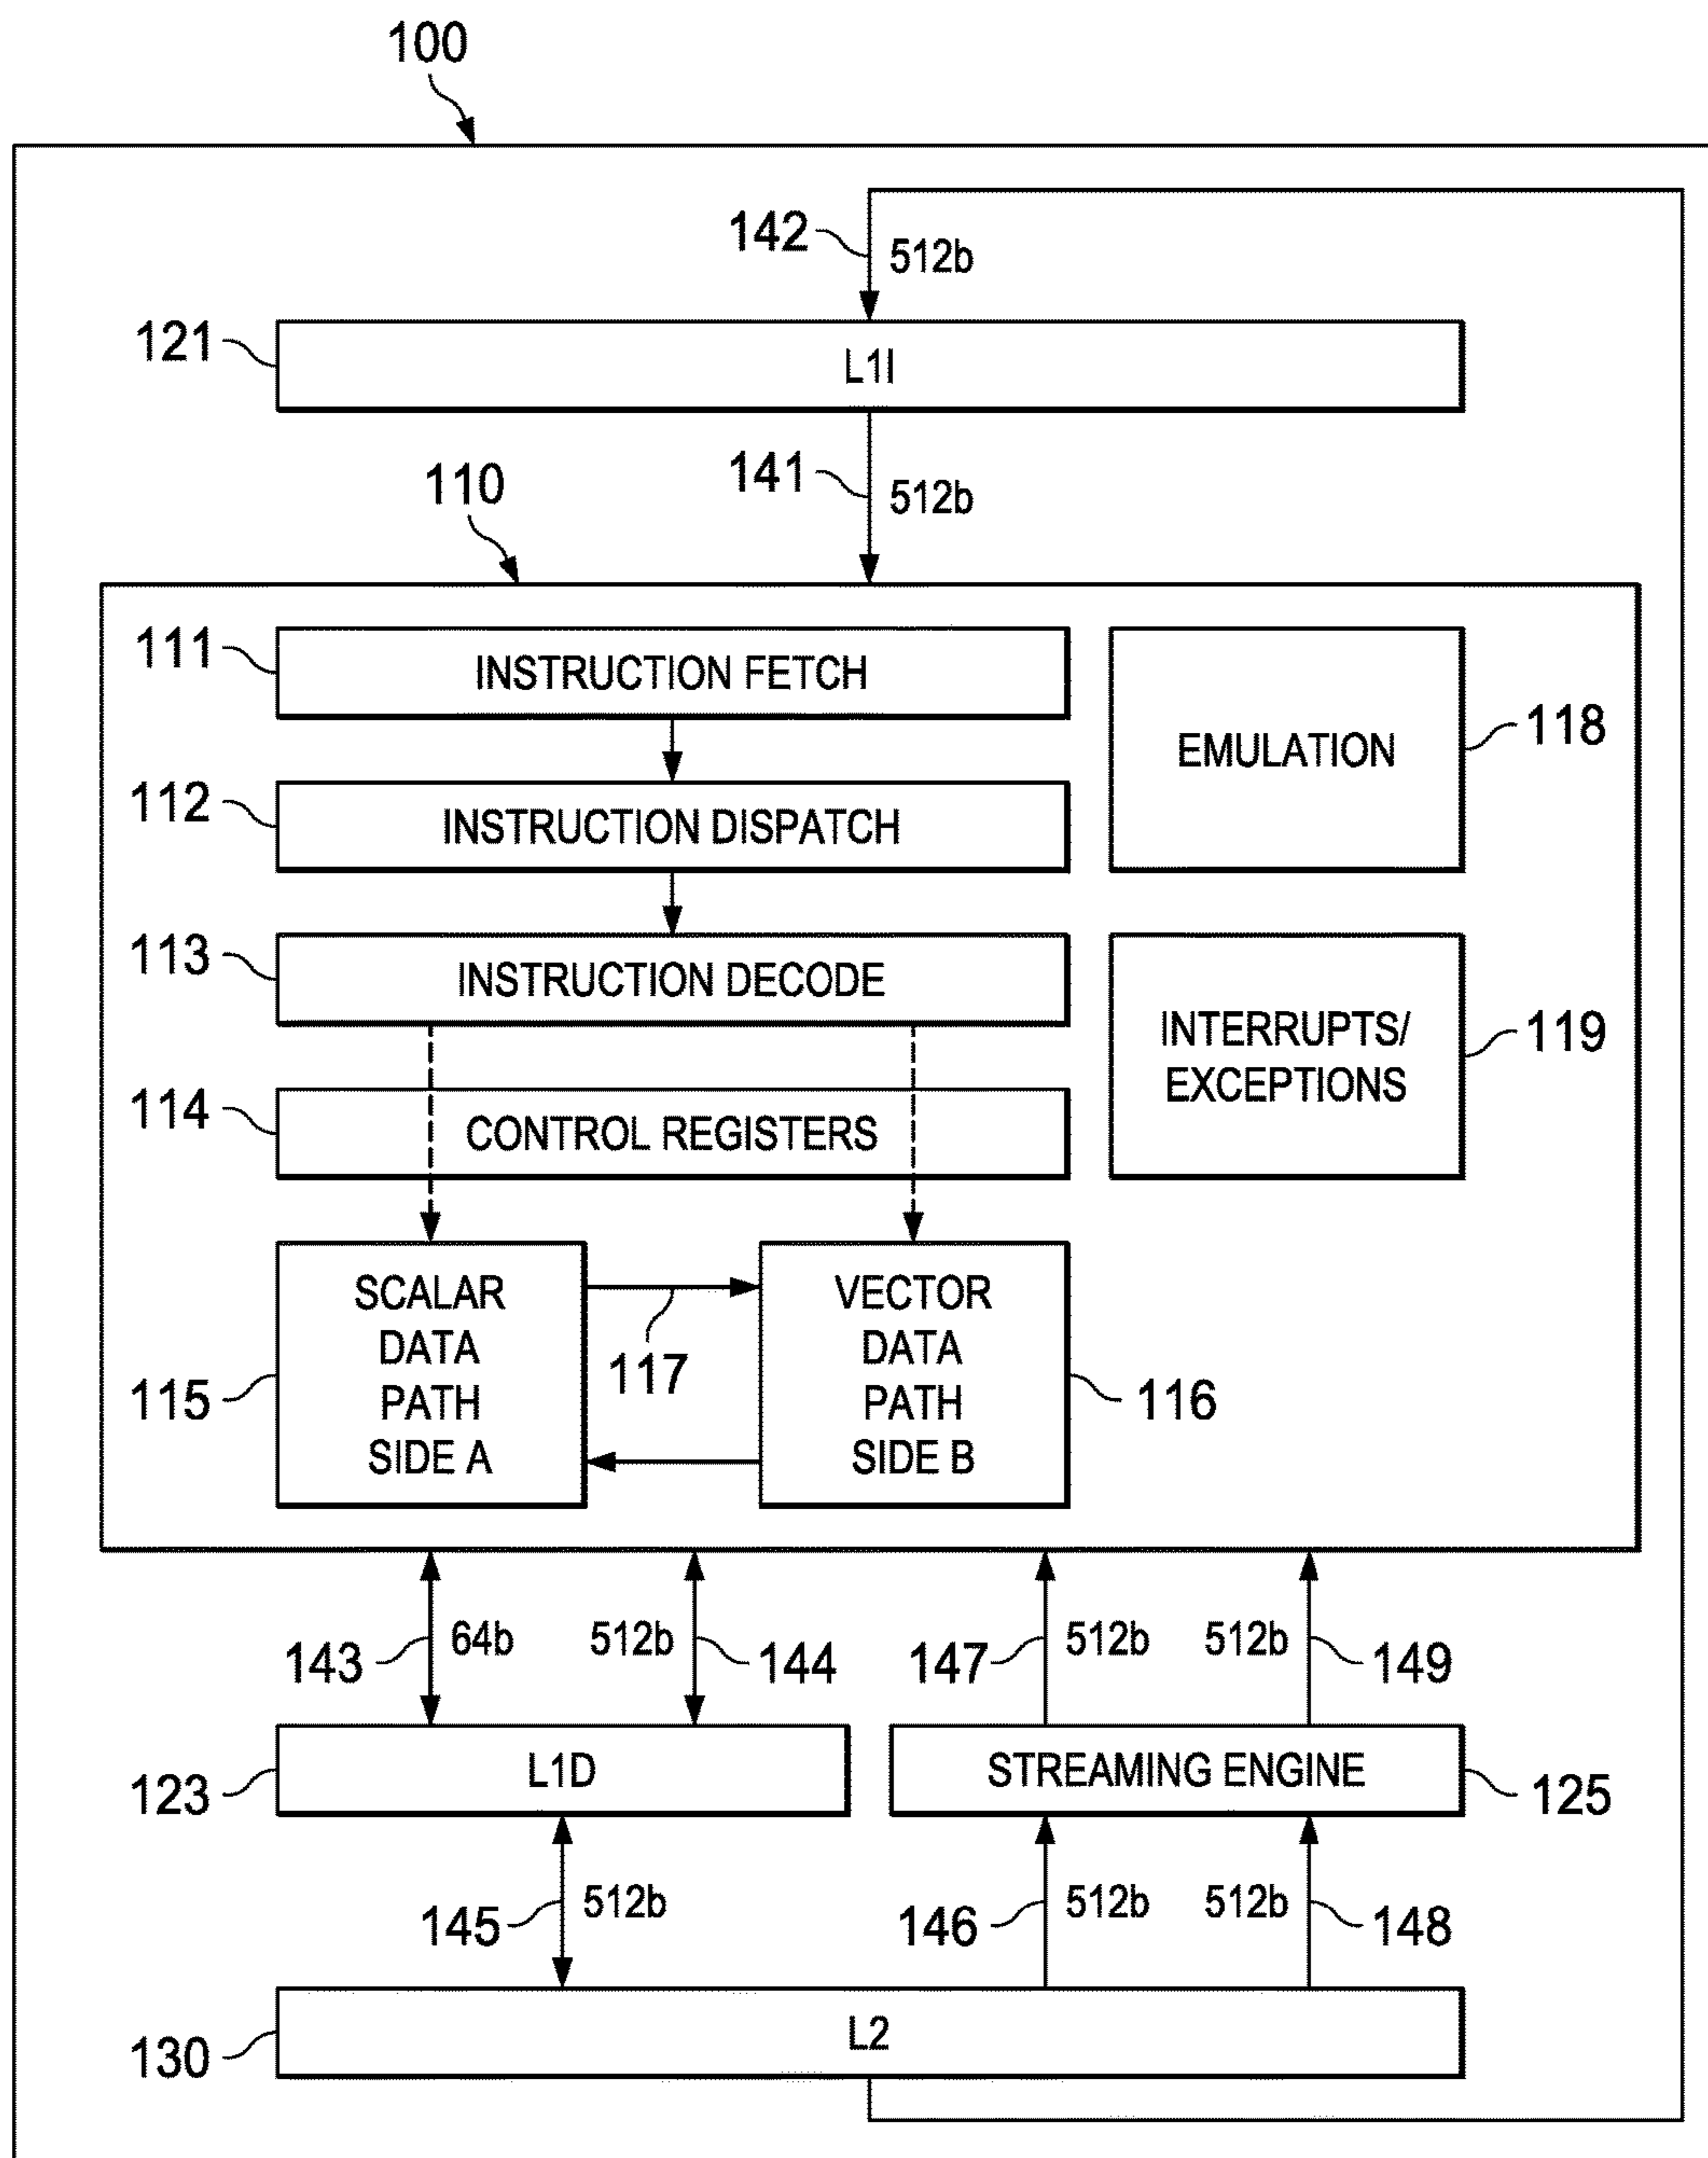 100
142
512b
121
L1I
141
512b
110
111
INSTRUCTION FETCH
118
EMULATION
112
INSTRUCTION DISPATCH
113
INSTRUCTION DECODE
119
INTERRUPTS/
EXCEPTIONS
114
CONTROL REGISTERS
115
SCALAR
DATA
PATH
SIDE A
117
VECTOR
DATA
PATH
SIDE B
116
143
64b
512b
144
147
512b
512b
149
123
L1D
STREAMING ENGINE
125
145
512b
146
512b
512b
148
130
L2